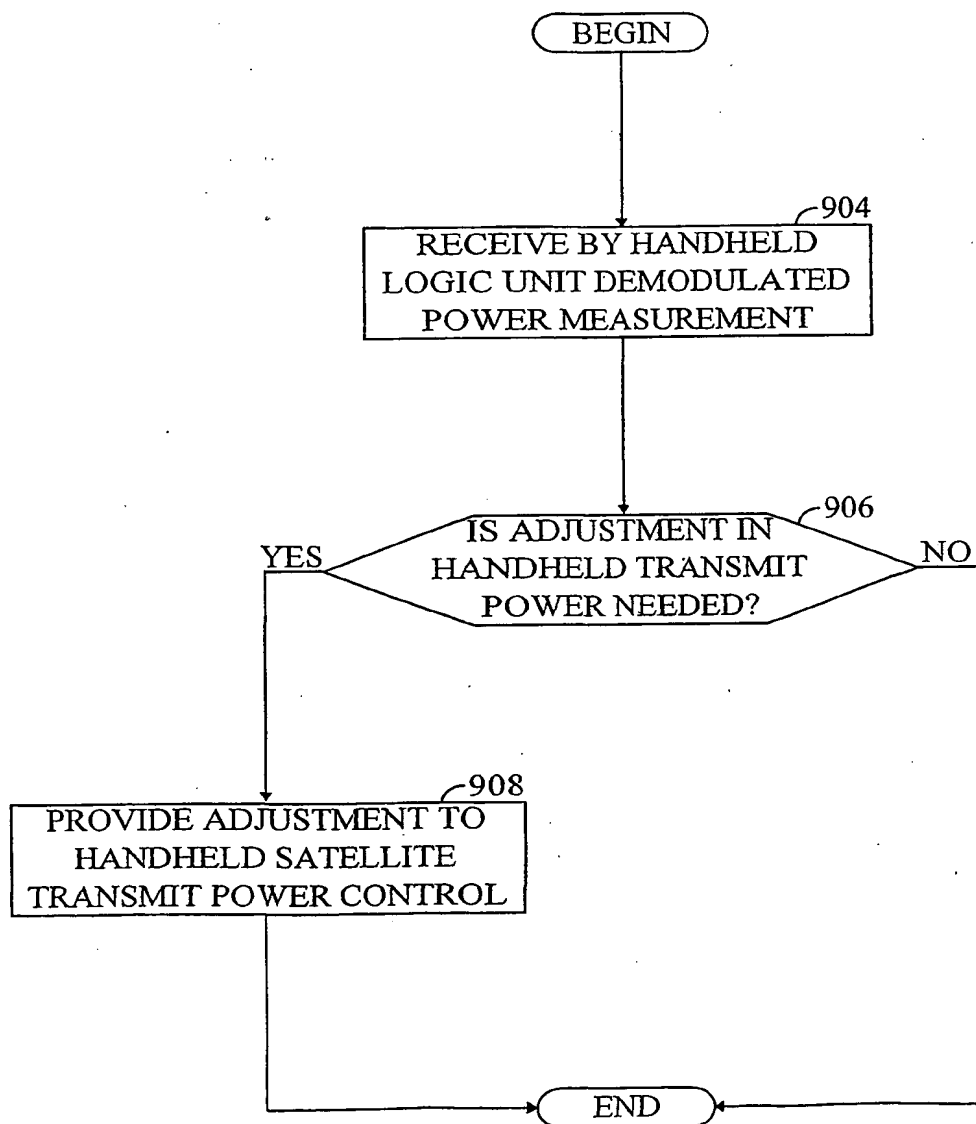 BEGIN
904
RECEIVE BY HANDHELD
LOGIC UNIT DEMODULATED
POWER MEASUREMENT
906
IS ADJUSTMENT IN
HANDHELD TRANSMIT
POWER NEEDED?
YES
NO
908
PROVIDE ADJUSTMENT TO
HANDHELD SATELLITE
TRANSMIT POWER CONTROL
END